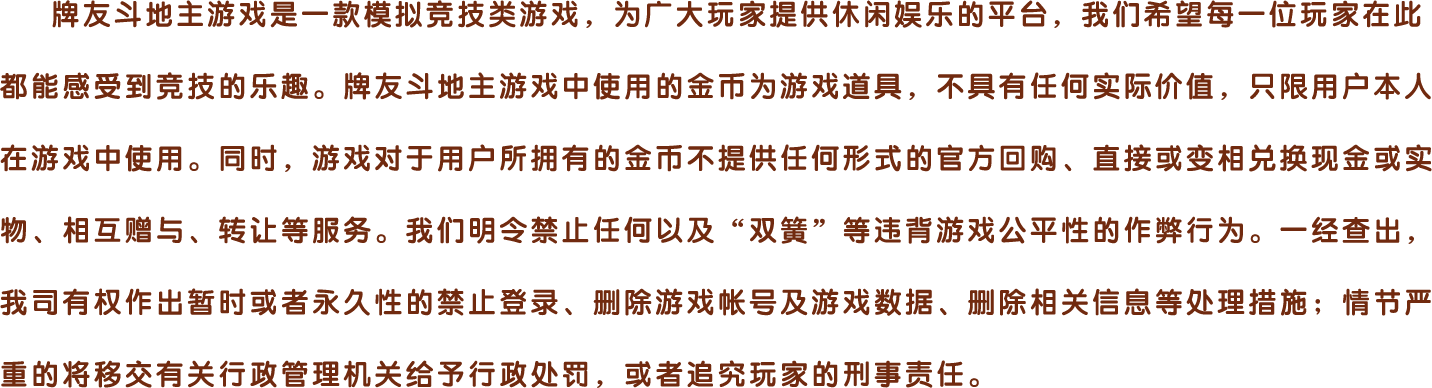 牌友斗地主游戏是一款模拟竞技类游戏，为广大玩家提供休闲娱乐的平台，我们希望每一位玩家在此
都能感受到竞技的乐趣。牌友斗地主游戏中使用的金币为游戏道具，不具有任何实际价值，只限用户本人
在游戏中使用。同时，游戏对于用户所拥有的金币不提供任何形式的官方回购、直接或变相兑换现金或实
物、相互赠与、转让等服务。我们明令禁止任何以及“双簧”等违背游戏公平性的作弊行为。一经查出，
我司有权作出暂时或者永久性的禁止登录、删除游戏帐号及游戏数据、删除相关信息等处理措施；情节严
重的将移交有关行政管理机关给予行政处罚，或者追究玩家的刑事责任。